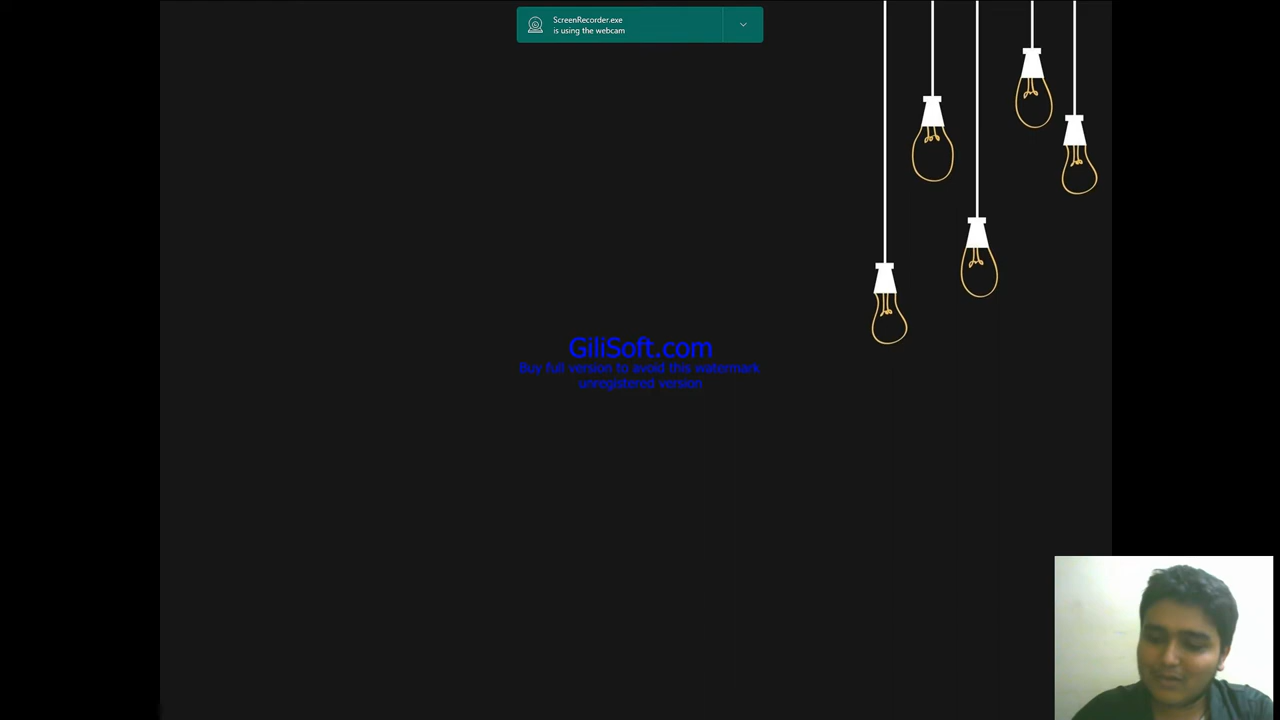 ScreenRecorder.exe
is using the webcam
GiliSoft.com
Buy full version to avoid this watermark
unregistered version